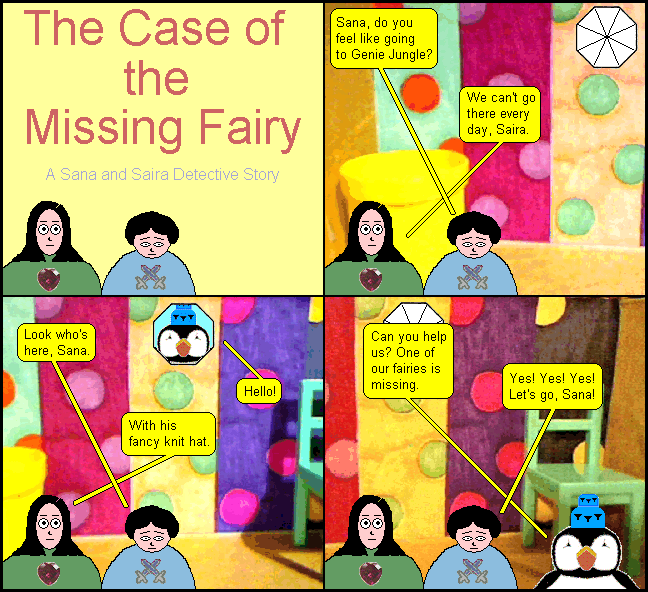 The Case of
the
Missing Fairy
A Sana and Saira Detective Story
Sana, do you
feel like going
to Genie Jungle?
We can't go
there every
day, Saira.
Look who's
here, Sana.
Hello!
With his
fancy knit hat.
Can you help
us? One of
our fairies is
missing.
Yes! Yes! Yes!
Let's go, Sana!